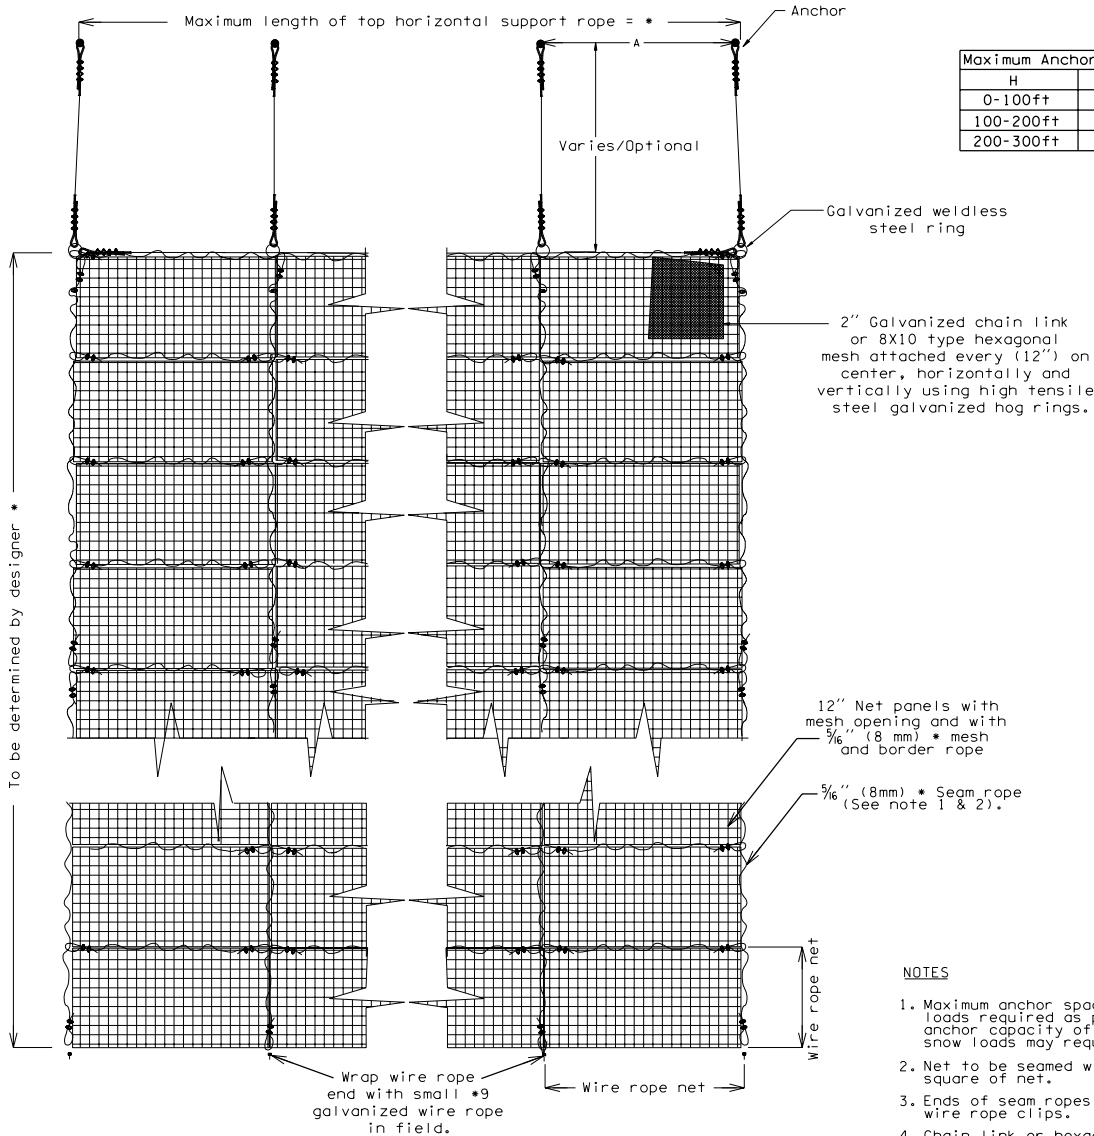 Maximum length of top horizontal support rope = *
Anchor
A
Maximum Anchor
H
0-100ft
100-200ft
200-300ft
Varies/Optional
Galvanized weldless
steel ring
2" Galvanized chain link
or 8X10 type hexagonal
mesh attached every (12") on
center, horizontally and
vertically using high tensile
steel galvanized hog rings.
To be determined by designer *
12" Net panels with
mesh opening and with
5/16" (8 mm) * mesh
and border rope
5/16" (8mm) * Seam rope
(See note 1 & 2).
Wire rope net
Wrap wire rope
end with small *9
galvanized wire rope
in field.
Wire rope net
NOTES
1. Maximum anchor spac
loads required as p
anchor capacity of
snow loads may requ
2. Net to be seamed w
square of net.
3. Ends of seam ropes
wire rope clips.
4. Chain link or hexag